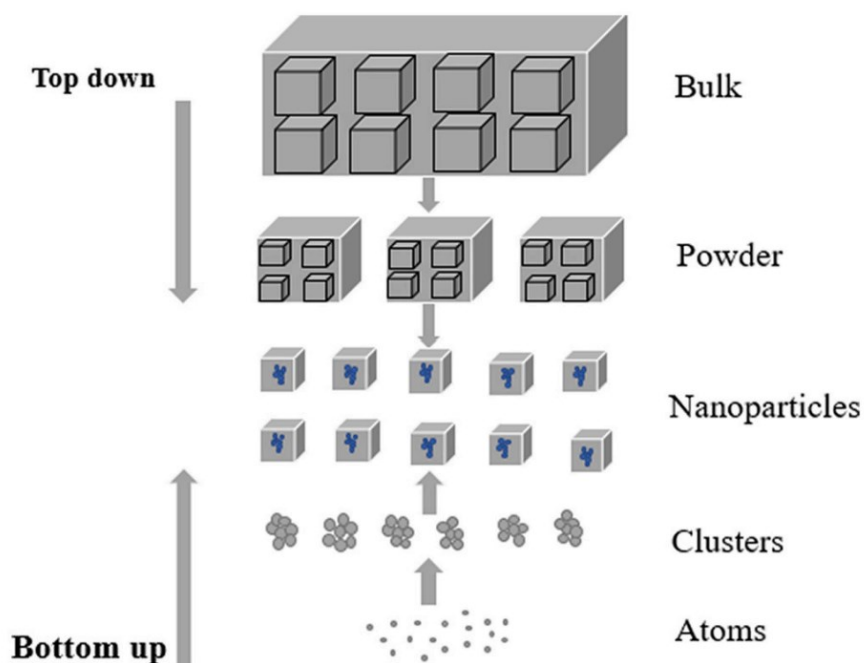 Top down
Bulk
Powder
Nanoparticles
Clusters
Atoms
Bottom up